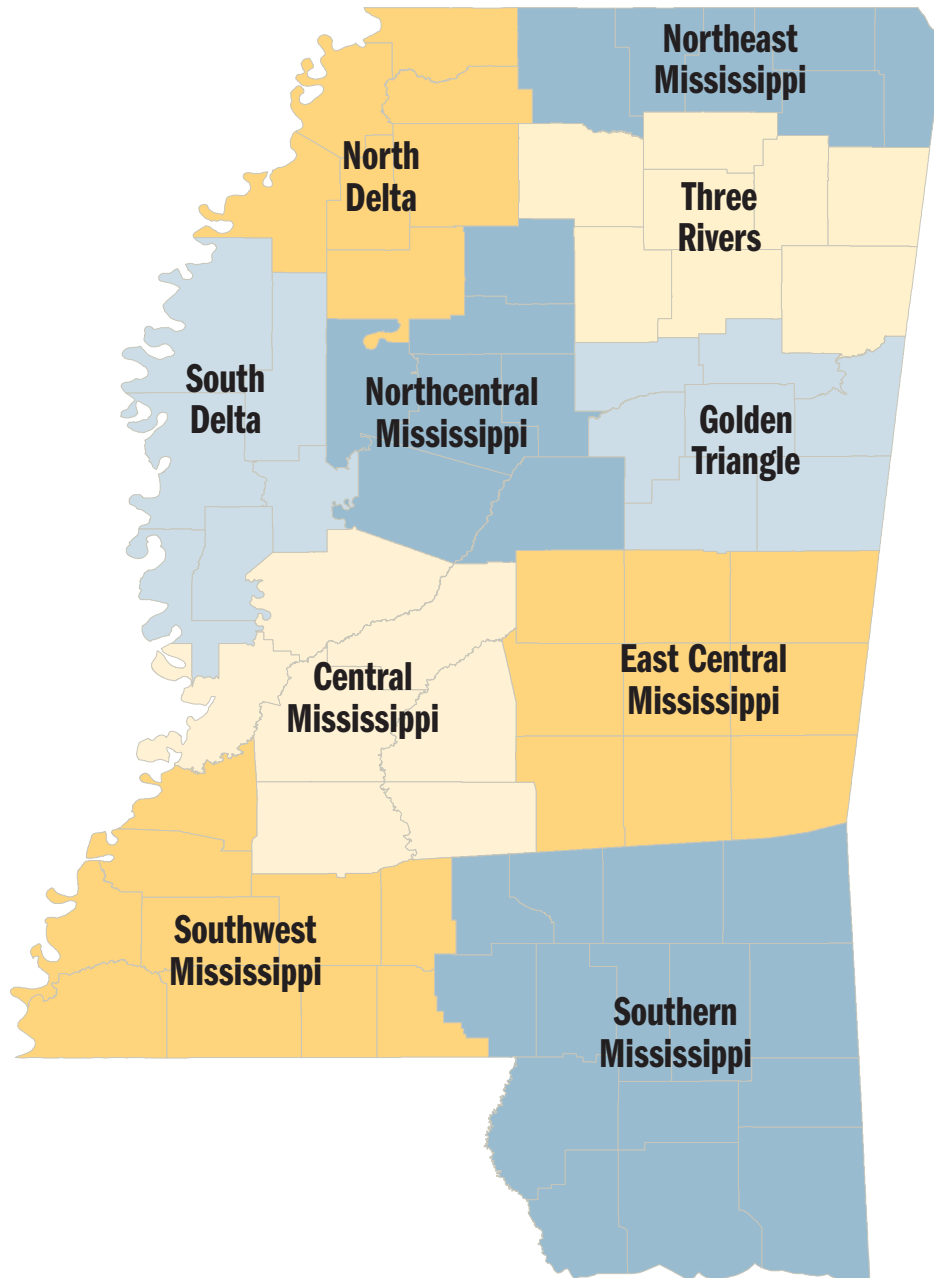 Northeast
Mississippi
North
Delta
Three
Rivers
South
Delta
Northcentral
Mississippi
Golden
Triangle
East Central
Mississippi
Central
Mississippi
Southwest
Mississippi
Southern
Mississippi